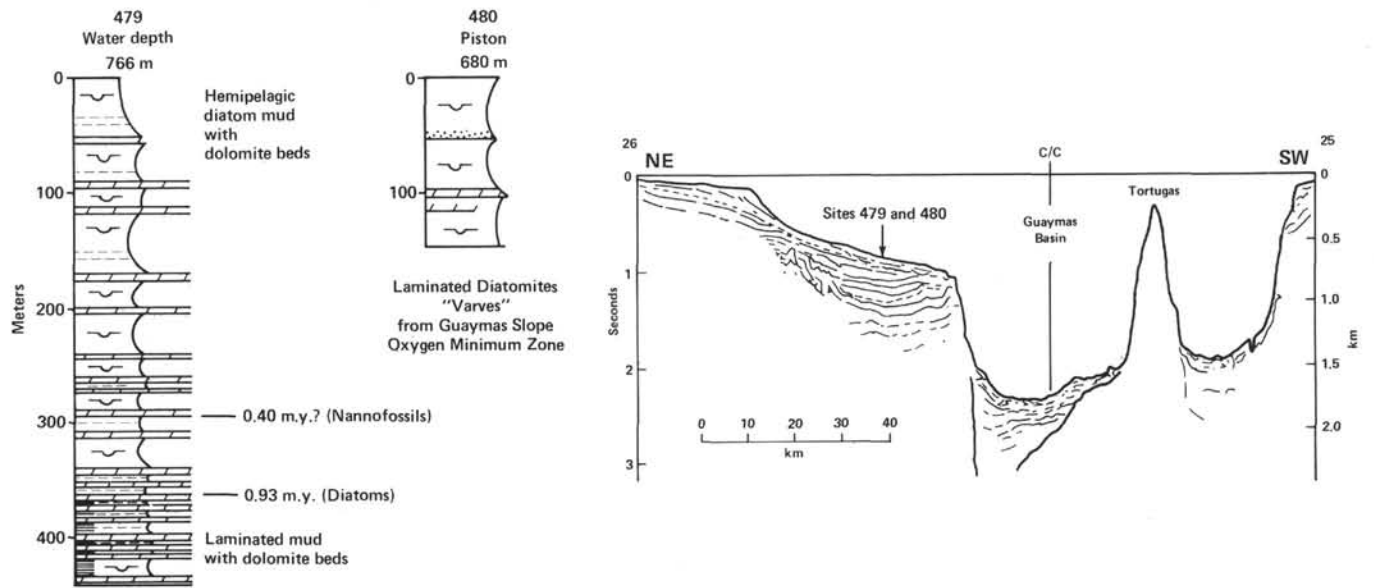 479
Water depth
766 m
0
100
200
300
400
Meters
Hemipelagic
diatom mud
with
dolomite beds
0.40 m.y.? (Nannofossils)
0.93 m.y. (Diatoms)
Laminated mud
with dolomite beds
480
Piston
680 m
0
100
Laminated Diatomites
"Varves"
from Guaymas Slope
Oxygen Minimum Zone
26
NE
C/C
25
SW
0
1
2
3
Seconds
Sites 479 and 480
Guaymas
Basin
Tortugas
0
0.5
1.0
1.5
2.0
km
0 10 20 30 40
km